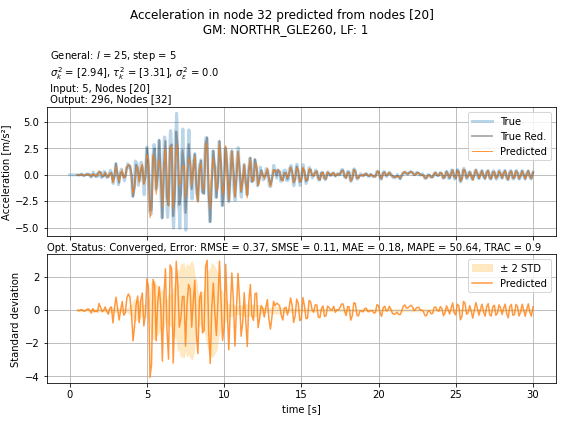 Acceleration in node 32 predicted from nodes [20]
GM: NORTHR_GLE260, LF: 1
General: l = 25, step = 5
σ²ₖ = [2.94], τ²ₖ = [3.31], σ²ε = 0.0
Input: 5, Nodes [20]
Output: 296, Nodes [32]
Acceleration [m/s²]
5.0
2.5
0.0
−2.5
−5.0
True
True Red.
Predicted
Opt. Status: Converged, Error: RMSE = 0.37, SMSE = 0.11, MAE = 0.18, MAPE = 50.64, TRAC = 0.9
Standard deviation
2
0
−2
−4
± 2 STD
Predicted
0 5 10 15 20 25 30
time [s]